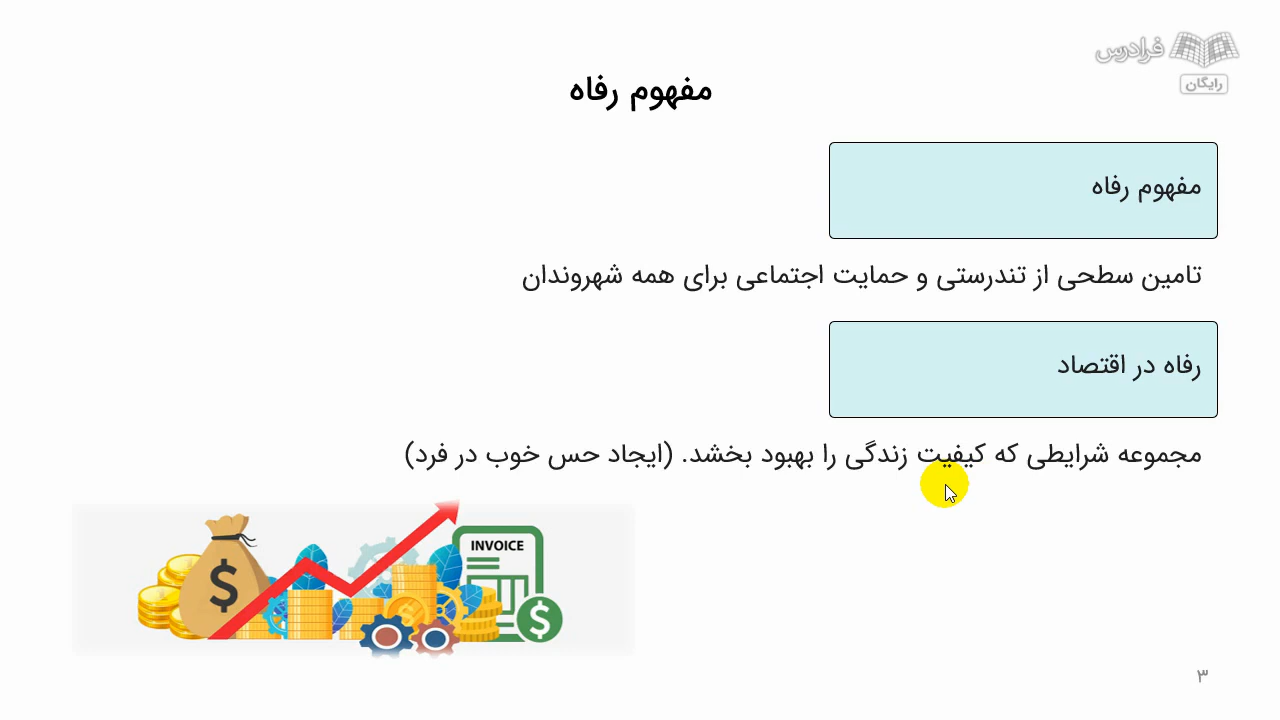 فرادرس
رایگان
مفهوم رفاه
مفهوم رفاه
تامین سطحی از تندرستی و حمایت اجتماعی برای همه شهروندان
رفاه در اقتصاد
مجموعه شرایطی که کیفیت زندگی را بهبود بخشد. (ایجاد حس خوب در فرد)
INVOICE
$
$
$
۳